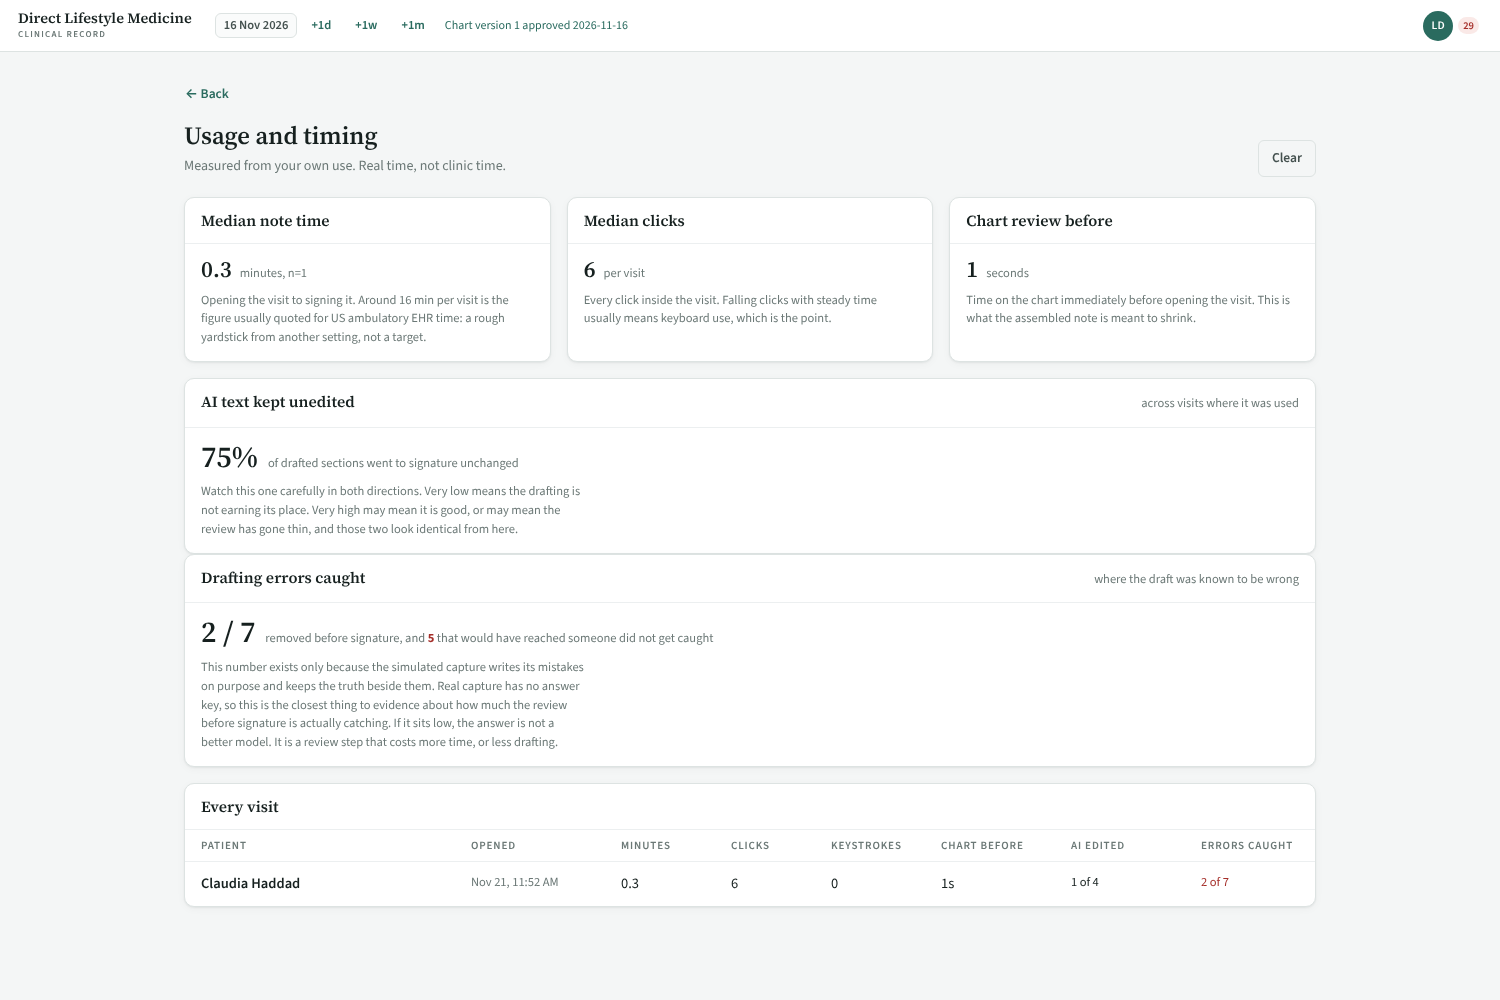 Direct Lifestyle Medicine
CLINICAL RECORD
16 Nov 2026 +1d +1w +1m Chart version 1 approved 2026-11-16
LD 29
← Back
Usage and timing
Measured from your own use. Real time, not clinic time.
Clear
Median note time
0.3 minutes, n=1
Opening the visit to signing it. Around 16 min per visit is the
figure usually quoted for US ambulatory EHR time: a rough
yardstick from another setting, not a target.
Median clicks
6 per visit
Every click inside the visit. Falling clicks with steady time
usually means keyboard use, which is the point.
Chart review before
1 seconds
Time on the chart immediately before opening the visit. This is
what the assembled note is meant to shrink.
AI text kept unedited
across visits where it was used
75% of drafted sections went to signature unchanged
Watch this one carefully in both directions. Very low means the drafting is
not earning its place. Very high may mean it is good, or may mean the
review has gone thin, and those two look identical from here.
Drafting errors caught
where the draft was known to be wrong
2 / 7 removed before signature, and 5 that would have reached someone did not get caught
This number exists only because the simulated capture writes its mistakes
on purpose and keeps the truth beside them. Real capture has no answer
key, so this is the closest thing to evidence about how much the review
before signature is actually catching. If it sits low, the answer is not a
better model. It is a review step that costs more time, or less drafting.
Every visit
PATIENT OPENED MINUTES CLICKS KEYSTROKES CHART BEFORE AI EDITED ERRORS CAUGHT
Claudia Haddad Nov 21, 11:52 AM 0.3 6 0 1s 1 of 4 2 of 7